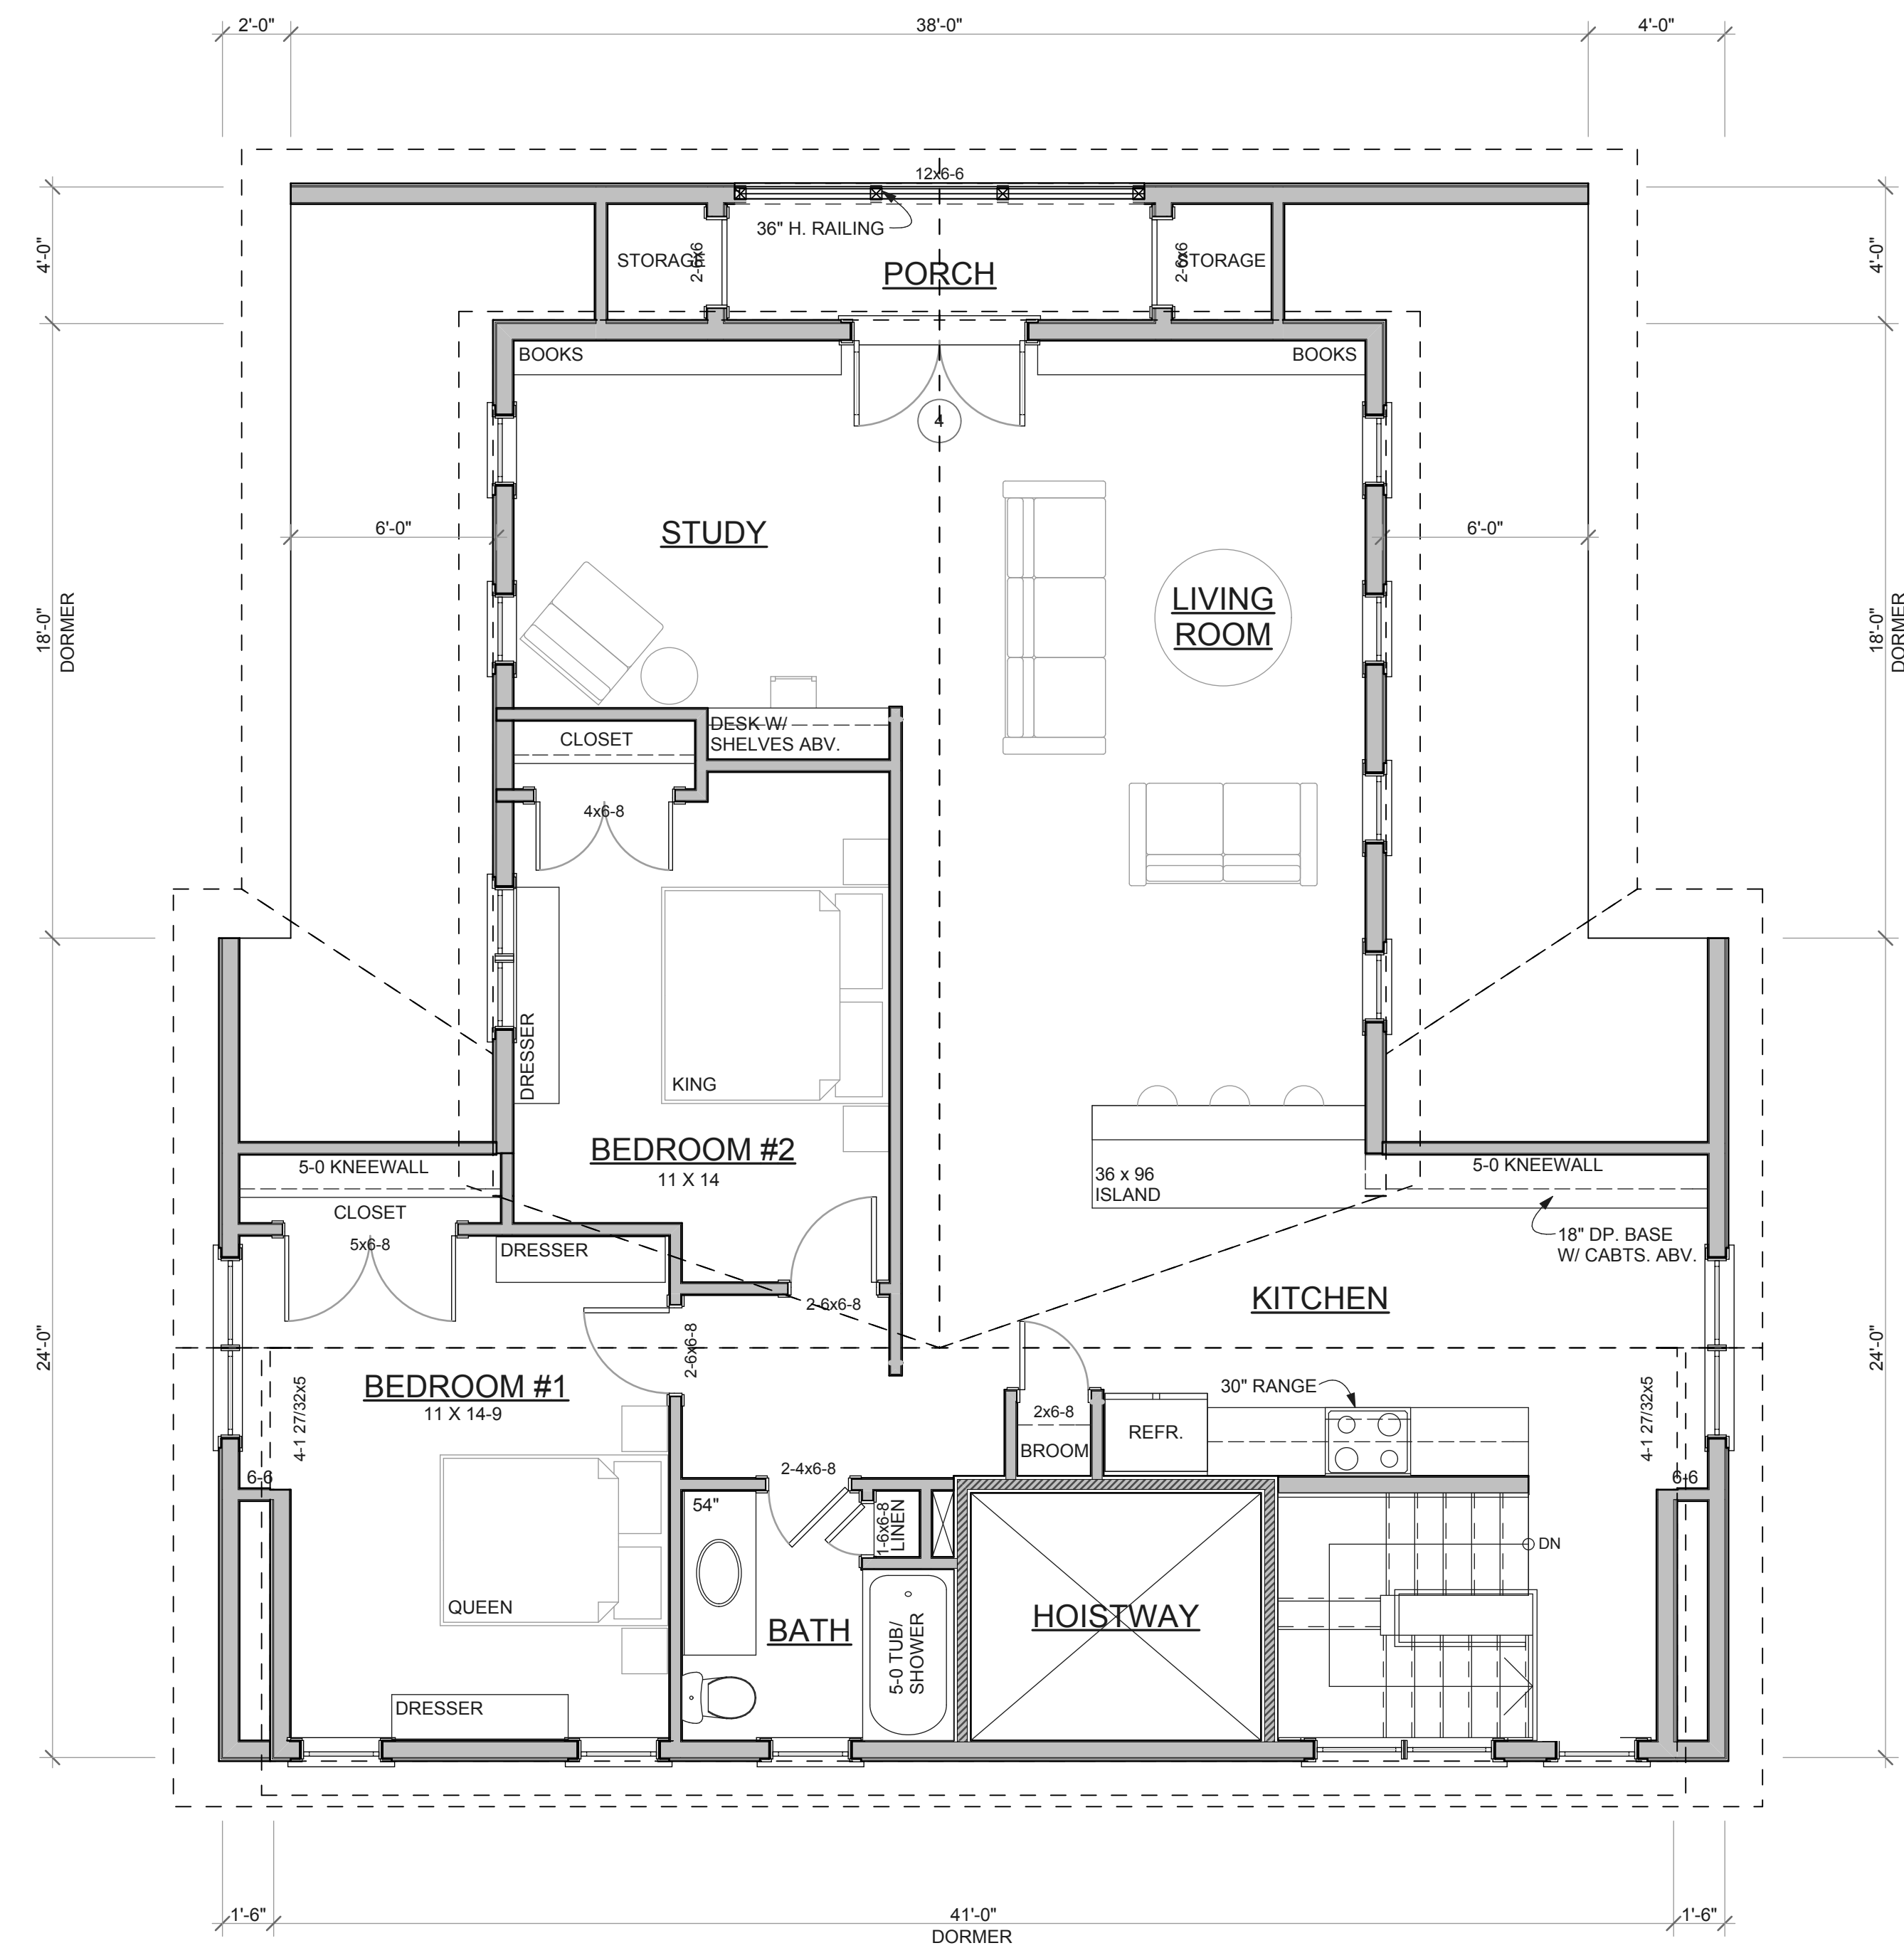 2'-0"
38'-0"
4'-0"
12x6-6
36" H. RAILING
STORAGE
2-6x6
PORCH
2-6x6
STORAGE
4'-0"
4'-0"
BOOKS
BOOKS
4
6'-0"
STUDY
6'-0"
LIVING
ROOM
18'-0"
DORMER
18'-0"
DORMER
CLOSET
DESK W/
SHELVES ABV.
4x6-8
DRESSER
KING
BEDROOM #2
11 X 14
5-0 KNEEWALL
CLOSET
5x6-8
DRESSER
36 x 96
ISLAND
5-0 KNEEWALL
18" DP. BASE
W/ CABTS. ABV.
KITCHEN
2-6x6-8
2-6x6-8
24'-0"
24'-0"
BEDROOM #1
11 X 14-9
4-1 27/32x5
6-6
30" RANGE
2x6-8
BROOM
REFR.
4-1 27/32x5
6-6
2-4x6-8
54"
1-6x6-8
LINEN
DN
QUEEN
BATH
5-0 TUB/
SHOWER
HOISTWAY
DRESSER
1'-6"
41'-0"
DORMER
1'-6"